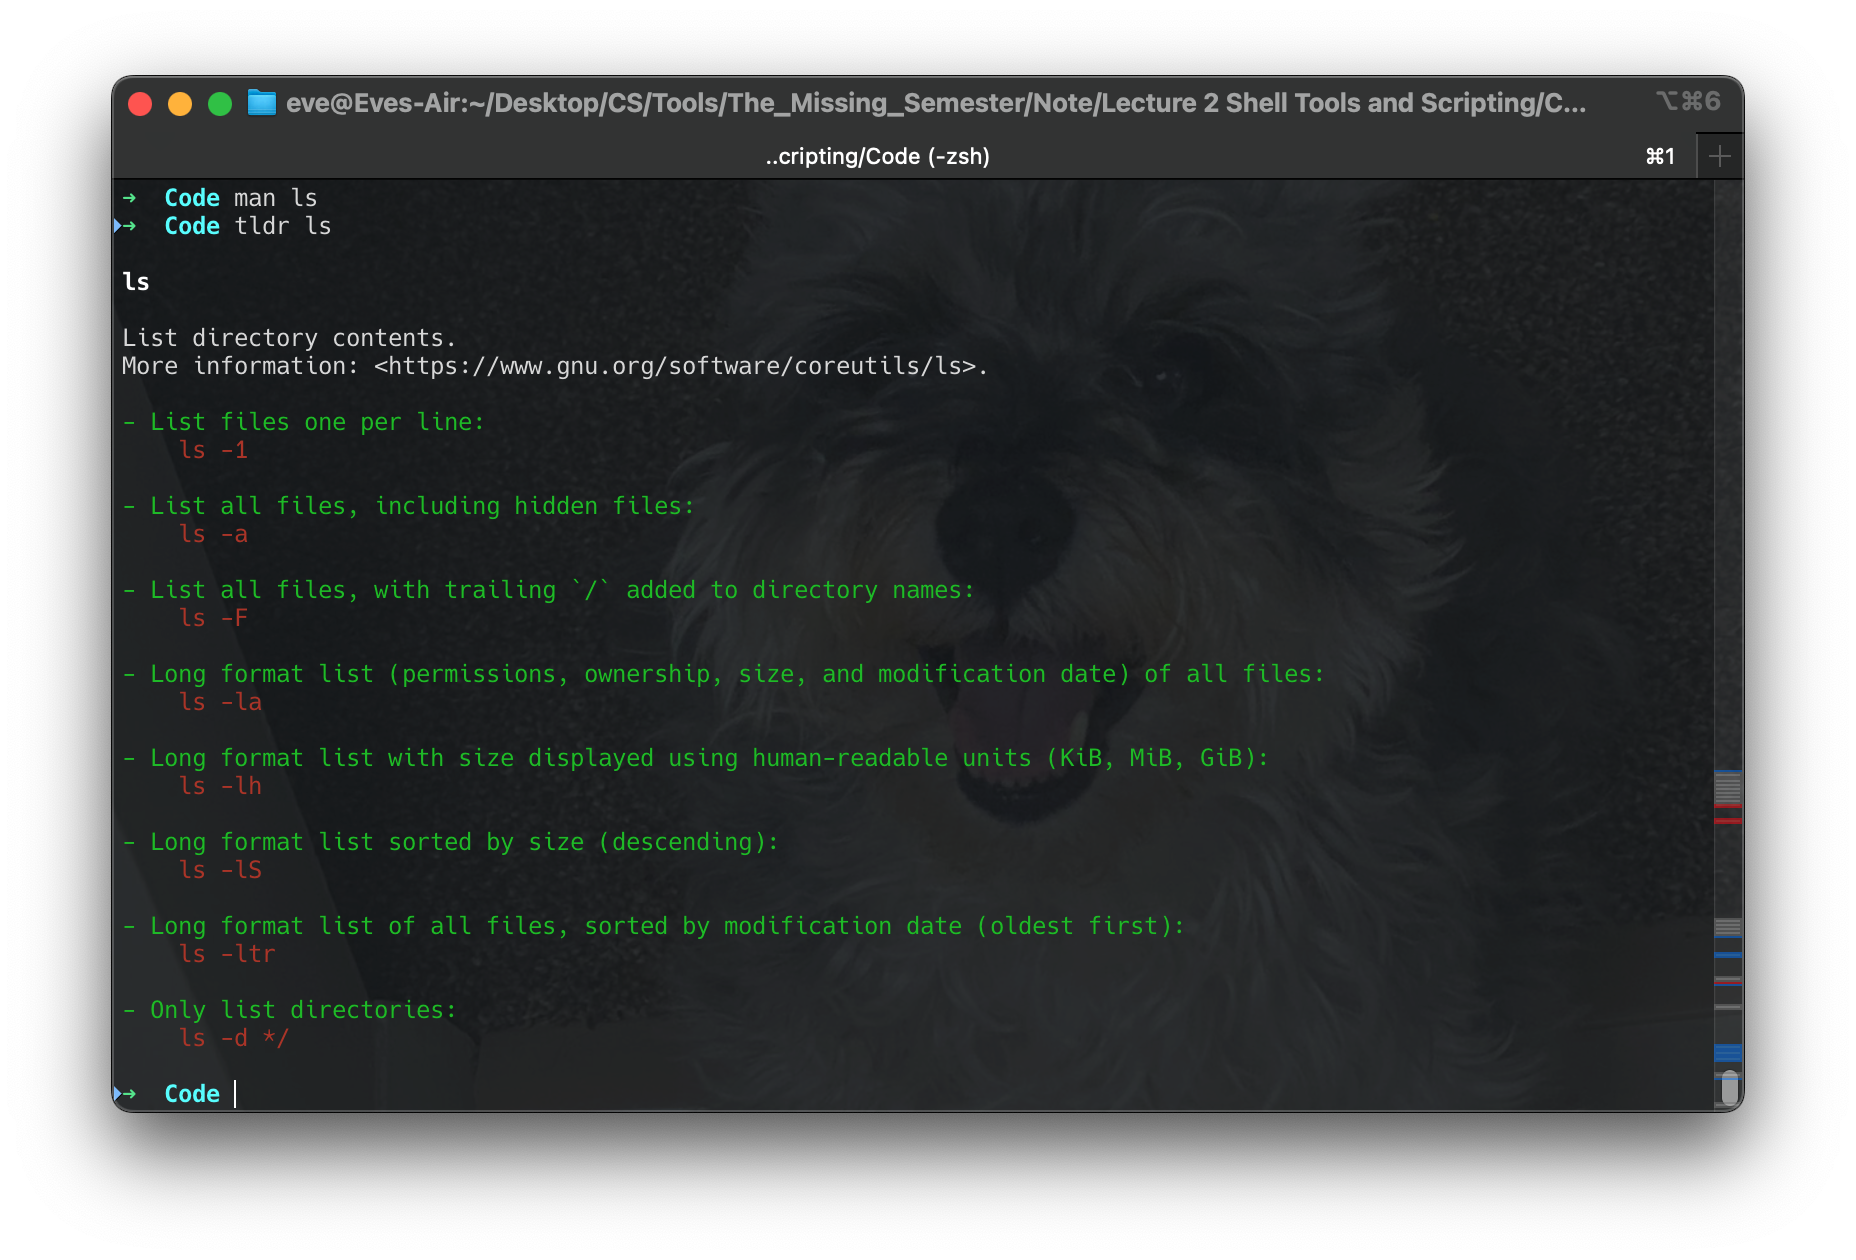 eve@Eves-Air:~/Desktop/CS/Tools/The_Missing_Semester/Note/Lecture 2 Shell Tools and Scripting/C... ⌥⌘6
..cripting/Code (-zsh) ⌘1
➜ Code man ls
➜ Code tldr ls
ls
List directory contents.
More information: <https://www.gnu.org/software/coreutils/ls>.
- List files one per line:
ls -1
- List all files, including hidden files:
ls -a
- List all files, with trailing `/` added to directory names:
ls -F
- Long format list (permissions, ownership, size, and modification date) of all files:
ls -la
- Long format list with size displayed using human-readable units (KiB, MiB, GiB):
ls -lh
- Long format list sorted by size (descending):
ls -lS
- Long format list of all files, sorted by modification date (oldest first):
ls -ltr
- Only list directories:
ls -d */
➜ Code